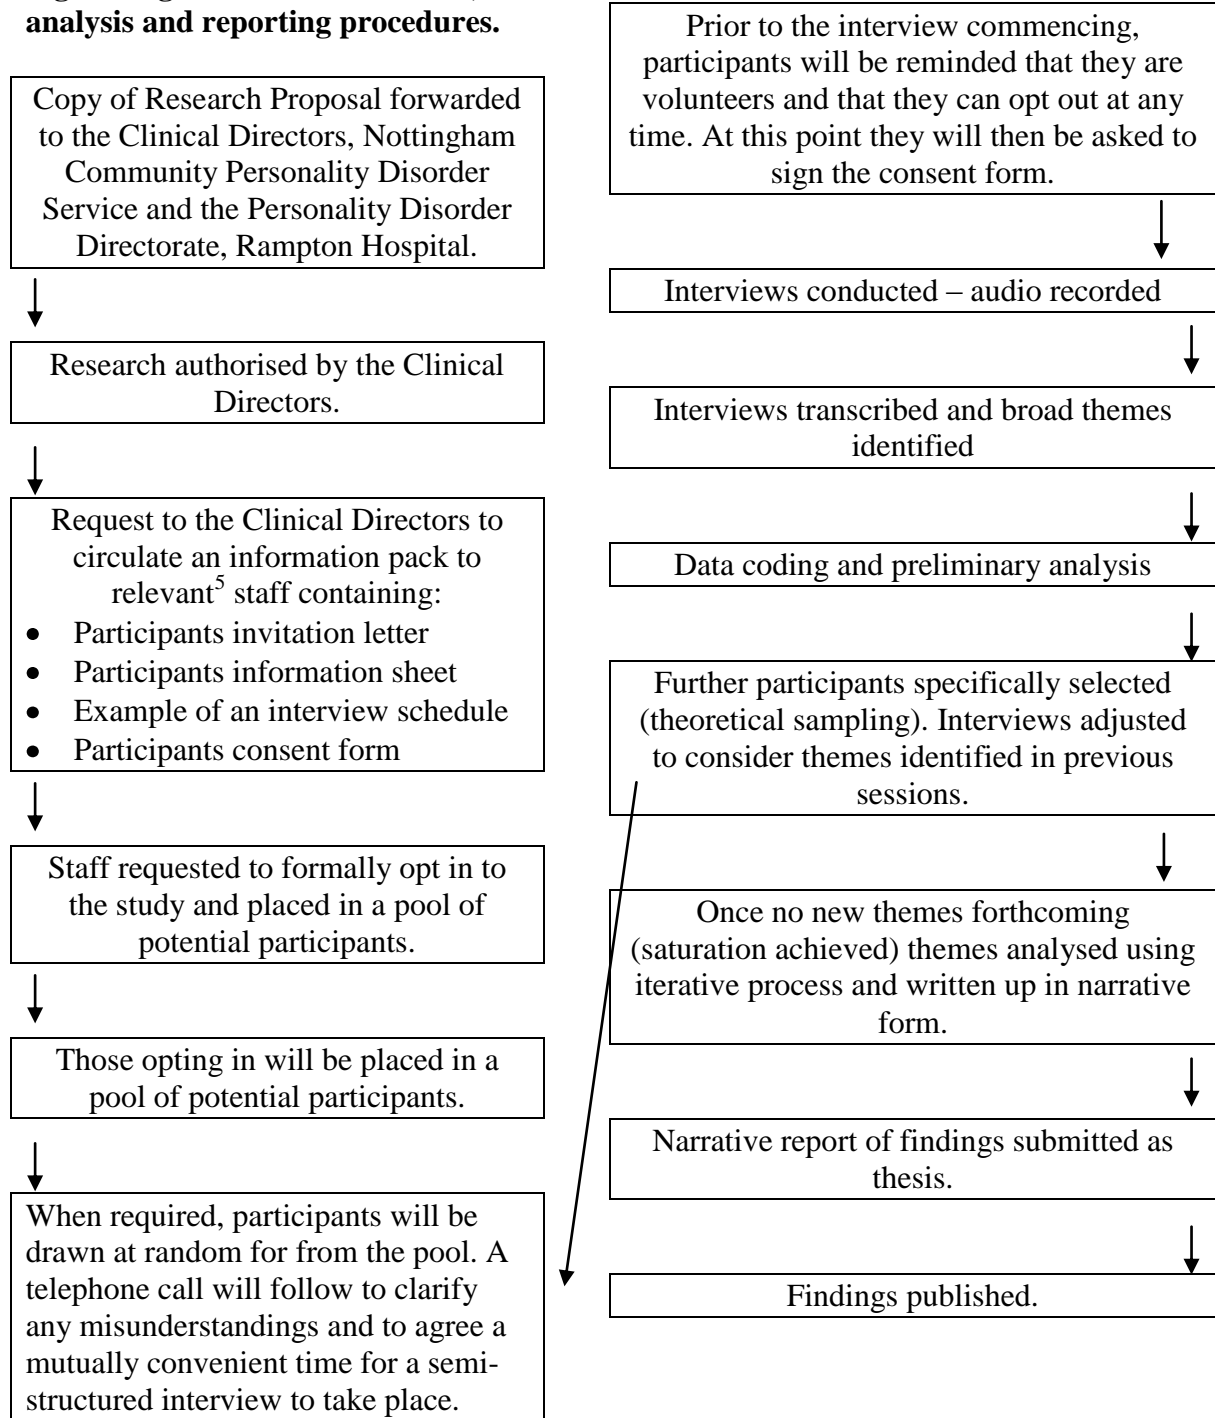 analysis and reporting procedures.
Copy of Research Proposal forwarded
to the Clinical Directors, Nottingham
Community Personality Disorder
Service and the Personality Disorder
Directorate, Rampton Hospital.
Research authorised by the Clinical
Directors.
Request to the Clinical Directors to
circulate an information pack to
relevant5 staff containing:
• Participants invitation letter
• Participants information sheet
• Example of an interview schedule
• Participants consent form
Staff requested to formally opt in to
the study and placed in a pool of
potential participants.
Those opting in will be placed in a
pool of potential participants.
When required, participants will be
drawn at random for from the pool. A
telephone call will follow to clarify
any misunderstandings and to agree a
mutually convenient time for a semi-
structured interview to take place.
Prior to the interview commencing,
participants will be reminded that they are
volunteers and that they can opt out at any
time. At this point they will then be asked to
sign the consent form.
Interviews conducted – audio recorded
Interviews transcribed and broad themes
identified
Data coding and preliminary analysis
Further participants specifically selected
(theoretical sampling). Interviews adjusted
to consider themes identified in previous
sessions.
Once no new themes forthcoming
(saturation achieved) themes analysed using
iterative process and written up in narrative
form.
Narrative report of findings submitted as
thesis.
Findings published.